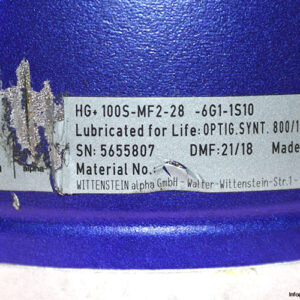 HG+ 100S-MF2-28 -6G1-1S10
Lubricated for Life: OPTIG.SYNT. 800/1
SN: 5655807 DMF: 21/18 Made
Material No.:
WITTENSTEIN alpha GmbH - Walter-Wittenstein-Str.1 -
alpha